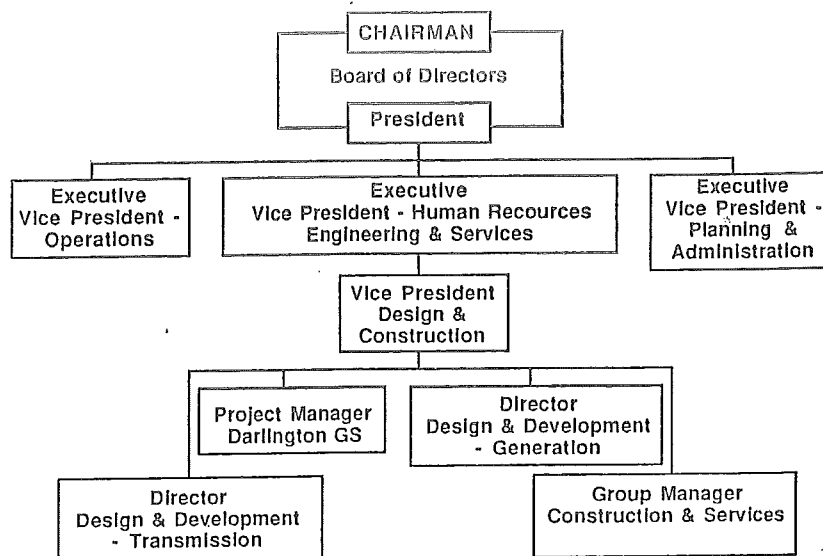 CHAIRMAN
Board of Directors
President
Executive
Vice President -
Operations
Executive
Vice President - Human Recources
Engineering & Services
Executive
Vice President -
Planning &
Administration
Vice President
Design &
Construction
Project Manager
Darlington GS
Director
Design & Development
- Generation
Director
Design & Development
- Transmission
Group Manager
Construction & Services